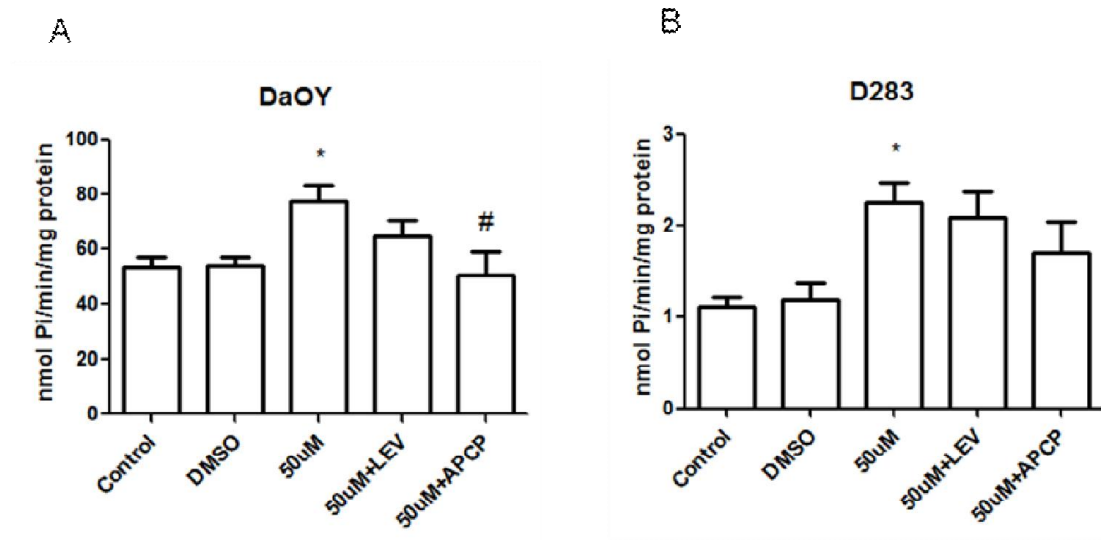 A
DaOY
nmol Pi/min/mg protein
100
80
60
40
20
0
*
#
Control
DMSO
50uM
50uM+LEV
50uM+APCP
B
D283
nmol Pi/min/mg protein
3
2
1
0
*
Control
DMSO
50uM
50uM+LEV
50uM+APCP